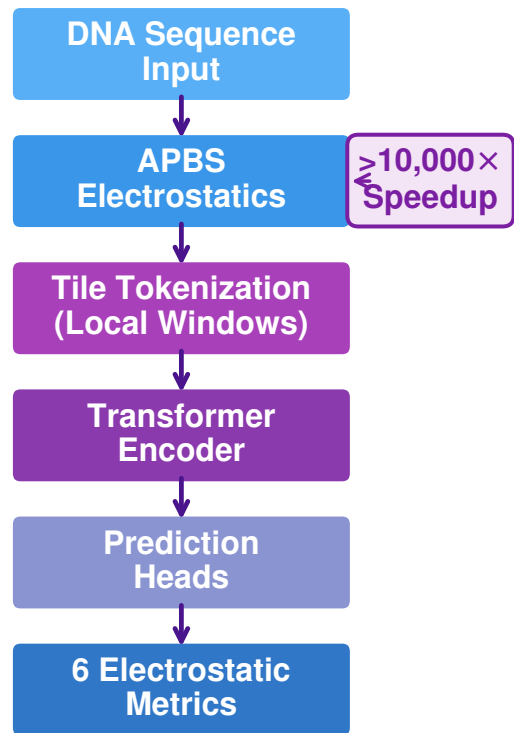 DNA Sequence
Input
APBS
Electrostatics
>10,000×
Speedup
Tile Tokenization
(Local Windows)
Transformer
Encoder
Prediction
Heads
6 Electrostatic
Metrics